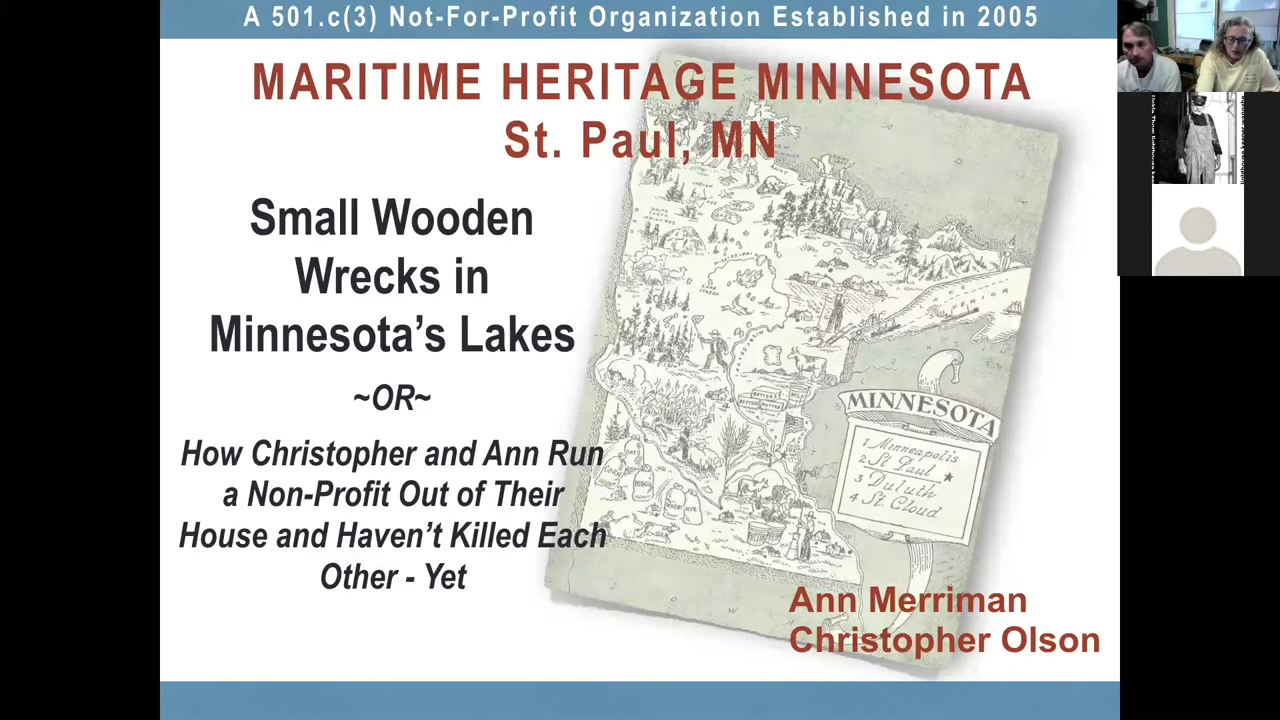 A 501.c(3) Not-For-Profit Organization Established in 2005
MARITIME HERITAGE MINNESOTA
St. Paul, MN
Small Wooden
Wrecks in
Minnesota’s Lakes
~OR~
How Christopher and Ann Run
a Non-Profit Out of Their
House and Haven’t Killed Each
Other - Yet
MINNESOTA
1 Minneapolis
2 St Paul
3 Duluth
4 St. Cloud
Ann Merriman
Christopher Olson